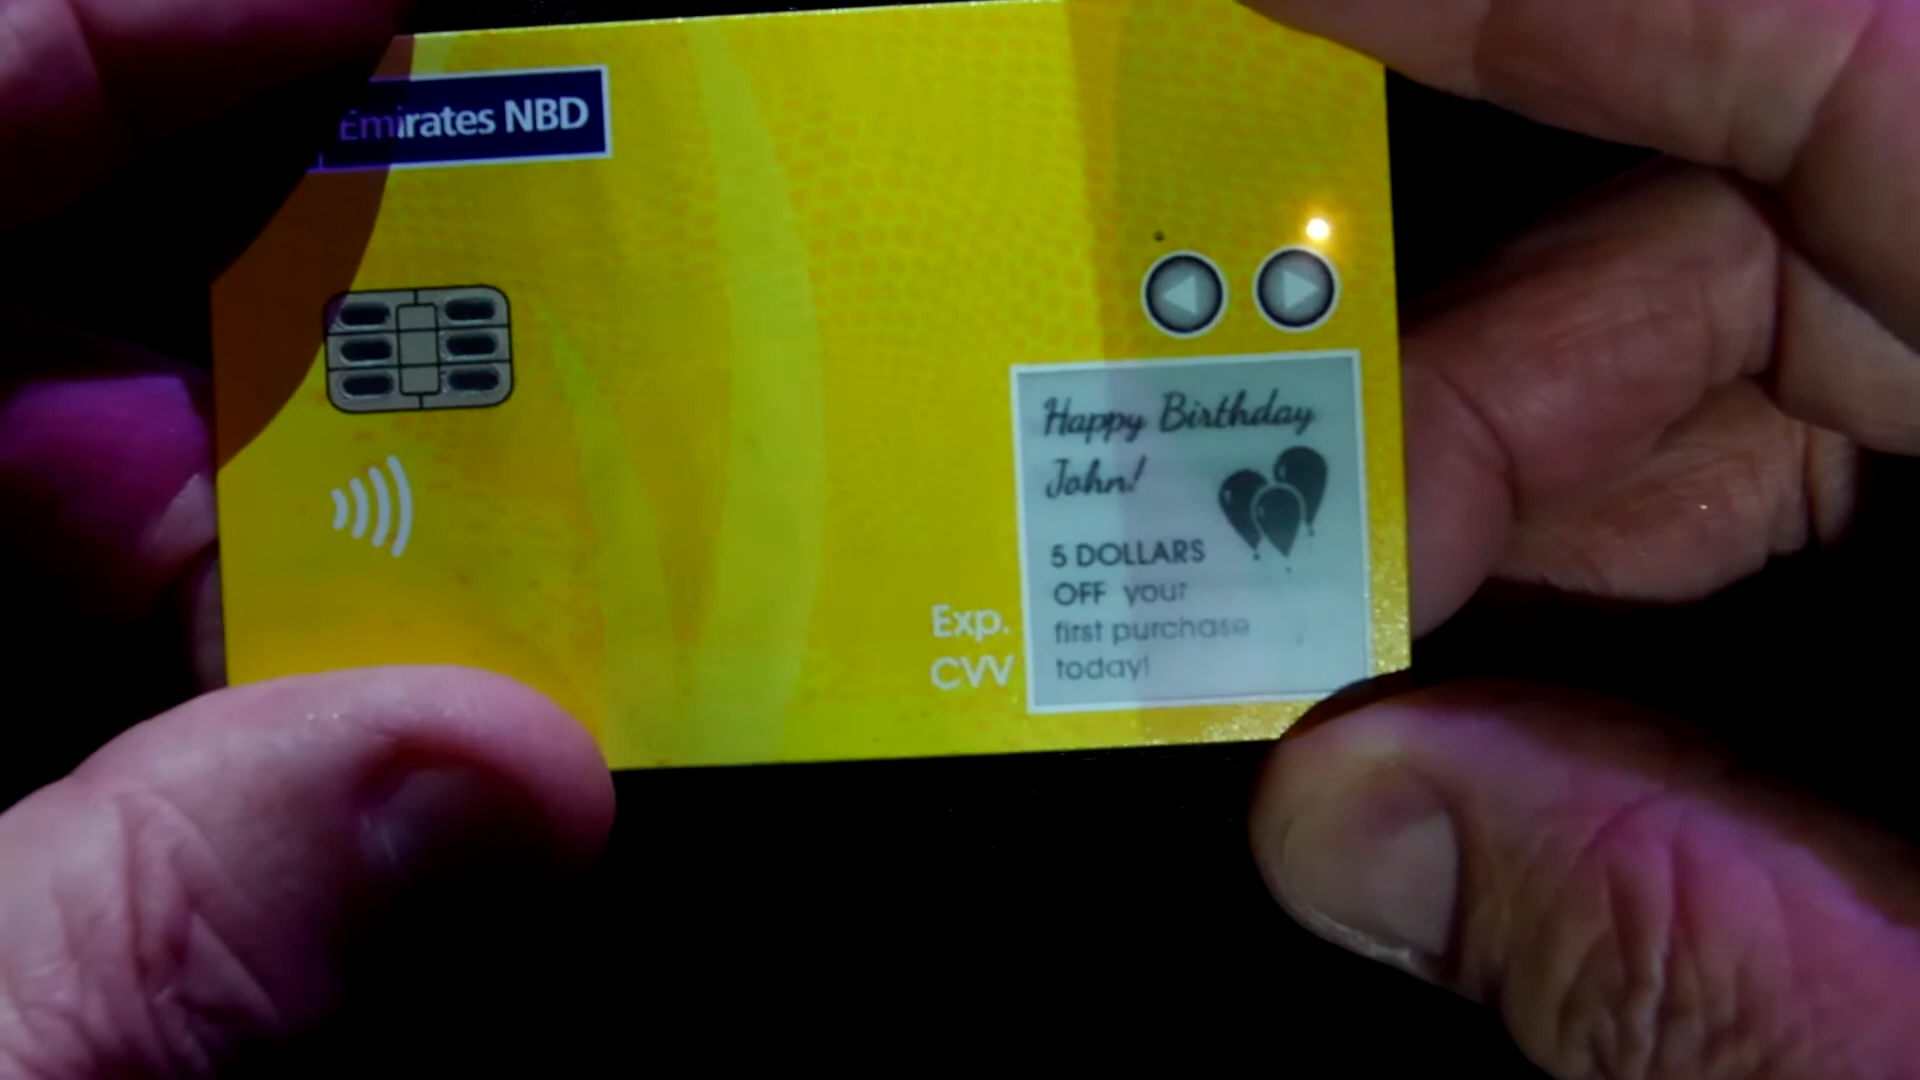 Emirates NBD
Happy Birthday
John!
5 DOLLARS
OFF your
first purchase
today!
Exp.
CVV